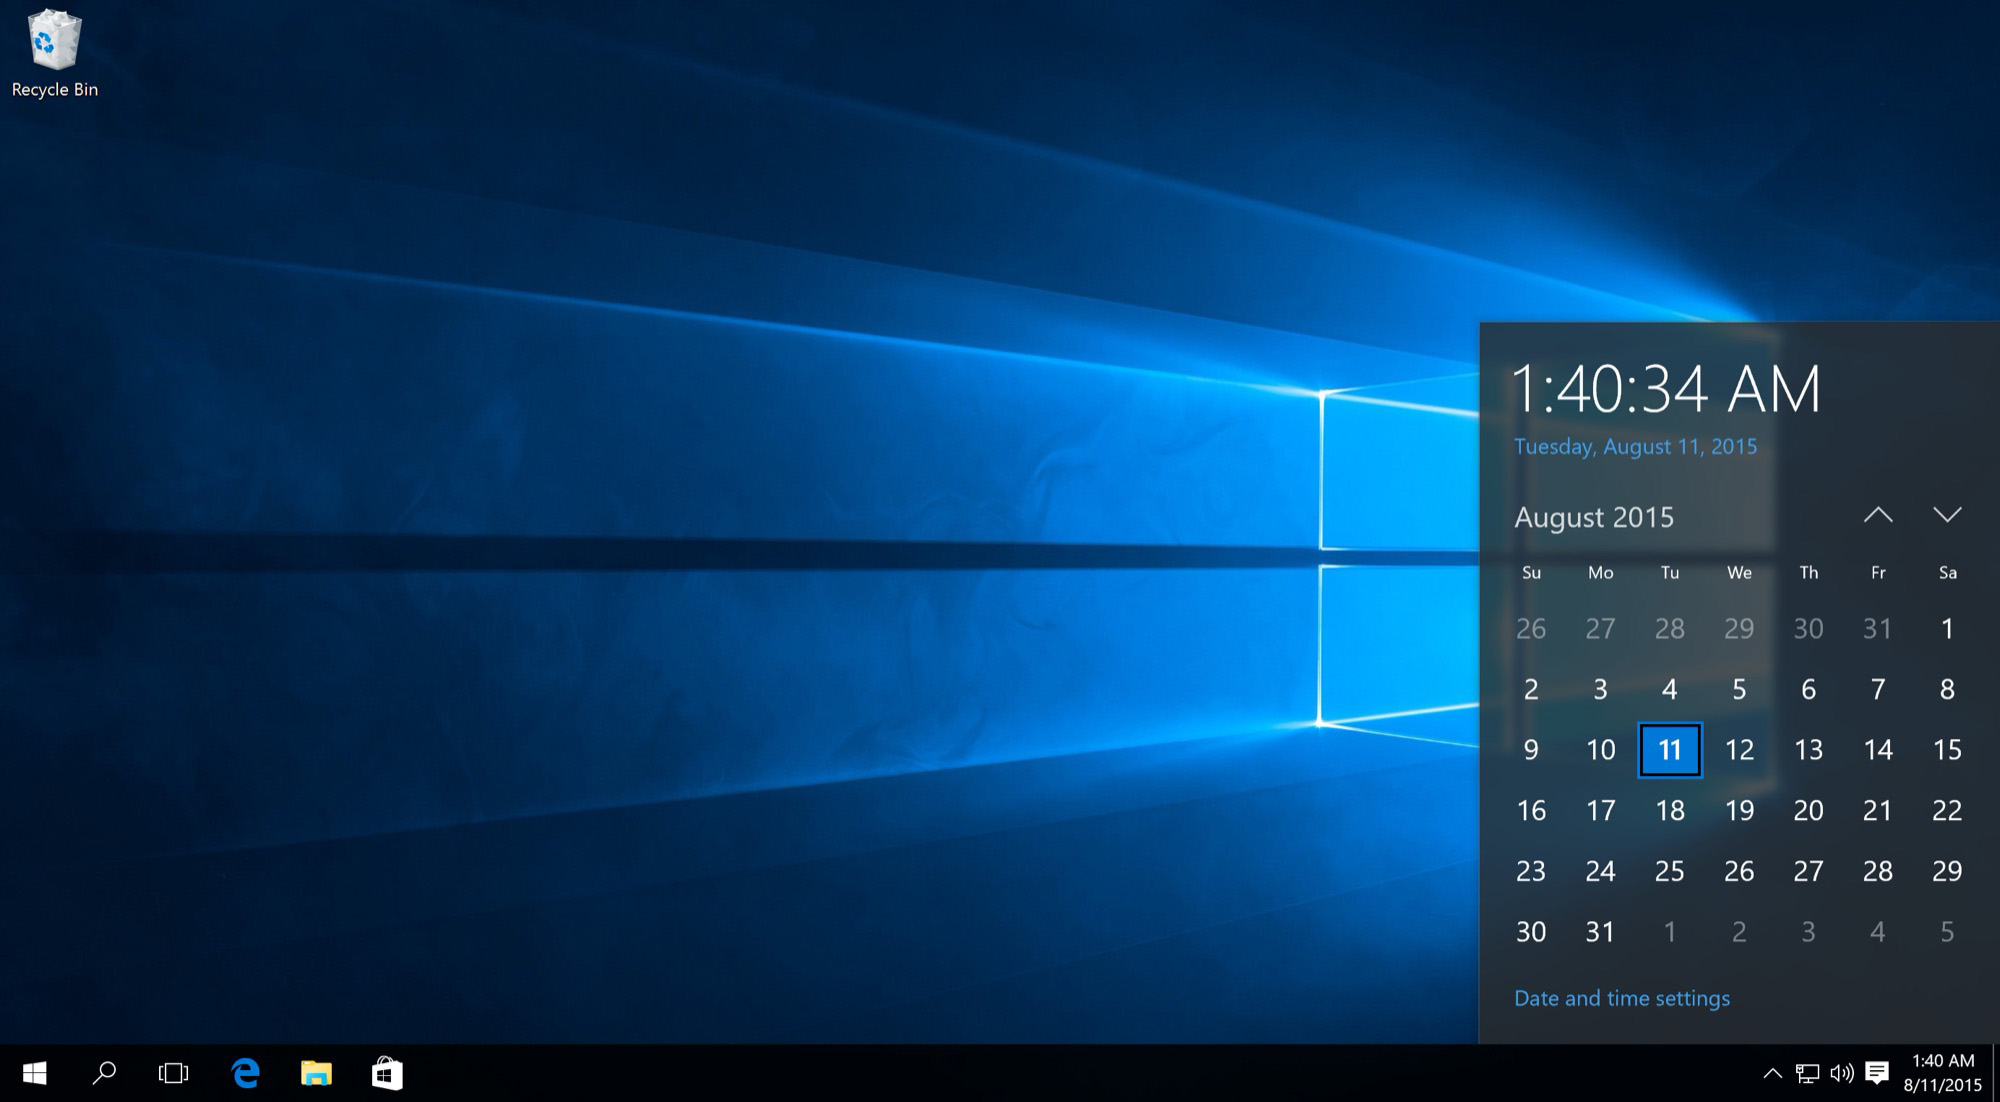 Recycle Bin
1:40:34 AM
Tuesday, August 11, 2015
August 2015
Su Mo Tu We Th Fr Sa
26 27 28 29 30 31 1
2 3 4 5 6 7 8
9 10 11 12 13 14 15
16 17 18 19 20 21 22
23 24 25 26 27 28 29
30 31 1 2 3 4 5
Date and time settings
1:40 AM
8/11/2015